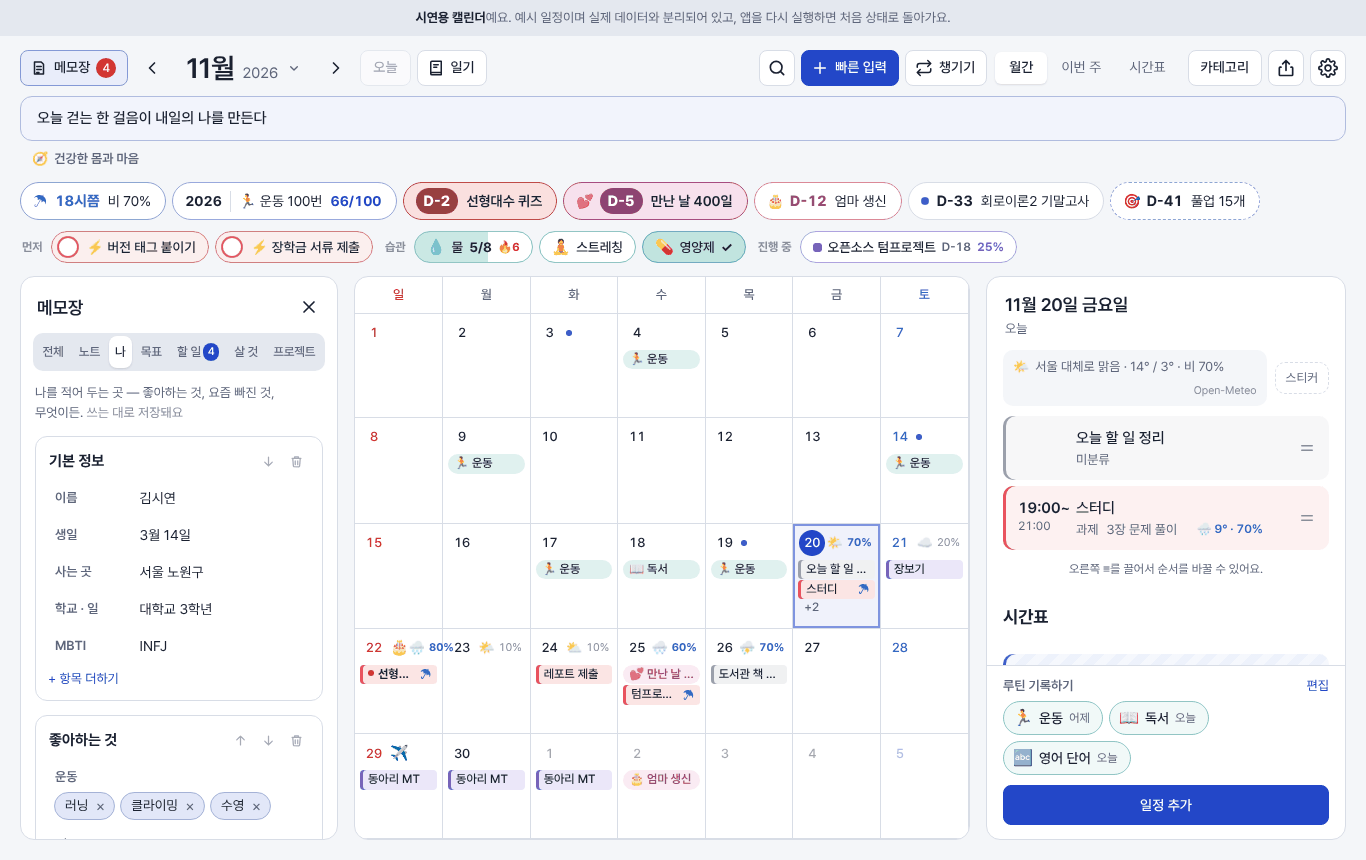 시연용 캘린더예요. 예시 일정이며 실제 데이터와 분리되어 있고, 앱을 다시 실행하면 처음 상태로 돌아가요.
메모장 4 11월 2026 오늘 일기 빠른 입력 챙기기 월간 이번 주 시간표 카테고리
오늘 걷는 한 걸음이 내일의 나를 만든다
🧭 건강한 몸과 마음
☂ 18시쯤 비 70% 2026 🏃 운동 100번 66/100 D-2 선형대수 퀴즈 💕 D-5 만난 날 400일 🎂 D-12 엄마 생신 D-33 회로이론2 기말고사 🎯 D-41 풀업 15개
먼저 ⚡ 버전 태그 붙이기 ⚡ 장학금 서류 제출 습관 💧 물 5/8 🔥6 🧘 스트레칭 💊 영양제 ✓ 진행 중 오픈소스 텀프로젝트 D-18 25%
메모장
전체 노트 나 목표 할 일 4 살 것 프로젝트
나를 적어 두는 곳 — 좋아하는 것, 요즘 빠진 것,
무엇이든. 쓰는 대로 저장돼요
기본 정보
이름 김시연
생일 3월 14일
사는 곳 서울 노원구
학교 · 일 대학교 3학년
MBTI INFJ
+ 항목 더하기
좋아하는 것
운동
러닝 × 클라이밍 × 수영 ×
일 월 화 수 목 금 토
1 2 3 4 5 6 7
🏃 운동
8 9 10 11 12 13 14
🏃 운동 🏃 운동
15 16 17 18 19 20 70% 21 20%
🏃 운동 📖 독서 🏃 운동 오늘 할 일 ... 장보기
스터디
+2
22 80% 23 10% 24 10% 25 60% 26 70% 27 28
선형... 레포트 제출 💕 만난 날 ... 도서관 책 ...
텀프로...
29 30 1 2 3 4 5
동아리 MT 동아리 MT 동아리 MT 🎂 엄마 생신
11월 20일 금요일
오늘
서울 대체로 맑음 · 14° / 3° · 비 70%
Open-Meteo
스티커
오늘 할 일 정리
미분류
19:00~ 스터디
21:00 과제 3장 문제 풀이 9° · 70%
오른쪽 ≡를 끌어서 순서를 바꿀 수 있어요.
시간표
루틴 기록하기 편집
🏃 운동 어제 📖 독서 오늘
🔤 영어 단어 오늘
일정 추가